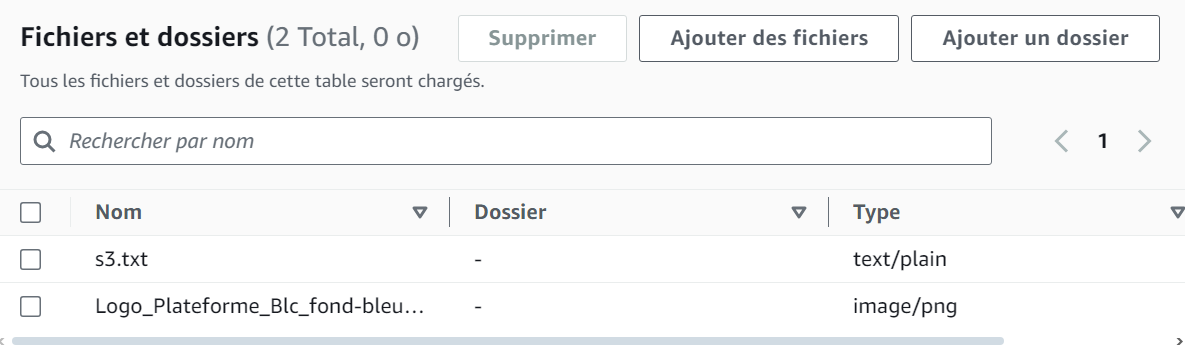 Fichiers et dossiers (2 Total, 0 o) Supprimer Ajouter des fichiers Ajouter un dossier
Tous les fichiers et dossiers de cette table seront chargés.
Rechercher par nom 1
Nom Dossier Type
s3.txt - text/plain
Logo_Plateforme_Blc_fond-bleu... - image/png